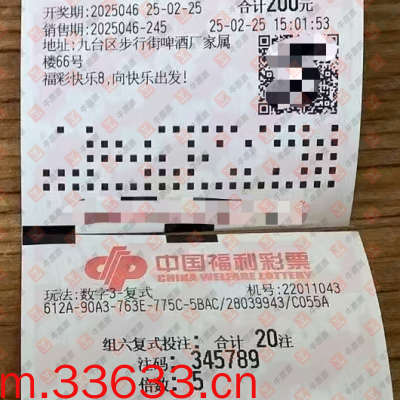 开奖期:2025046 25-02-25 合计200元
销售期:2025046-245 25-02-25 15:01:53
地址:九台区步行街啤酒厂家属
楼66号
福彩快乐8,向快乐出发!
中国福利彩票
CHINA WELFARE LOTTERY
玩法:数字3-复式 机号:22011043
612A-90A3-763E-775C-5BAC/28039943/C055A
组六复式投注: 合计 20注
注码: 345789
倍数: 5
m.33633.cn